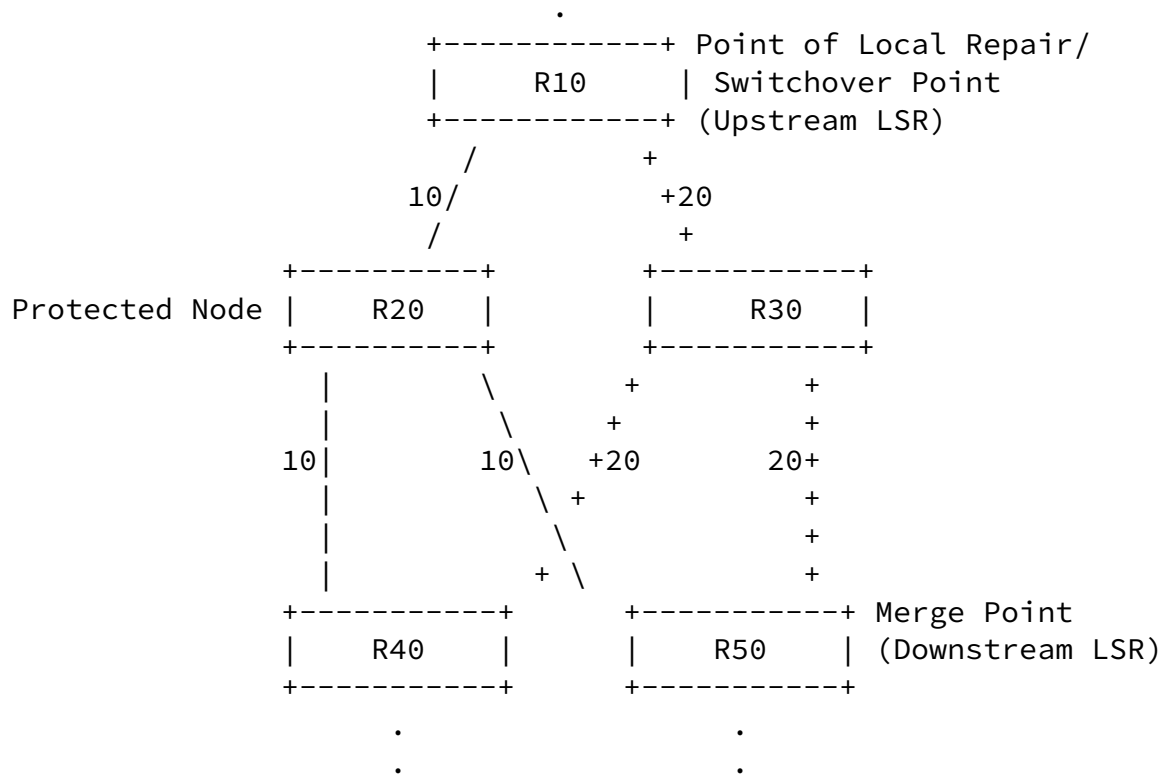 .
                       +------------+ Point of Local Repair/
                       |     R10      | Switchover Point
                       +------------+ (Upstream LSR)
                         /         +
                      10/           +20
                       /             +
               +----------+        +-----------+
Protected Node |    R20   |        |     R30   |
               +----------+        +-----------+
                 |        \       +         +
                 |         \     +          +
               10|        10\   +20       20+
                 |           \ +            +
                 |            \             +
                 |           + \            +
               +-----------+      +-----------+ Merge Point
               |    R40    |      |    R50    | (Downstream LSR)
               +-----------+      +-----------+
                     .                  .
                     .                  .